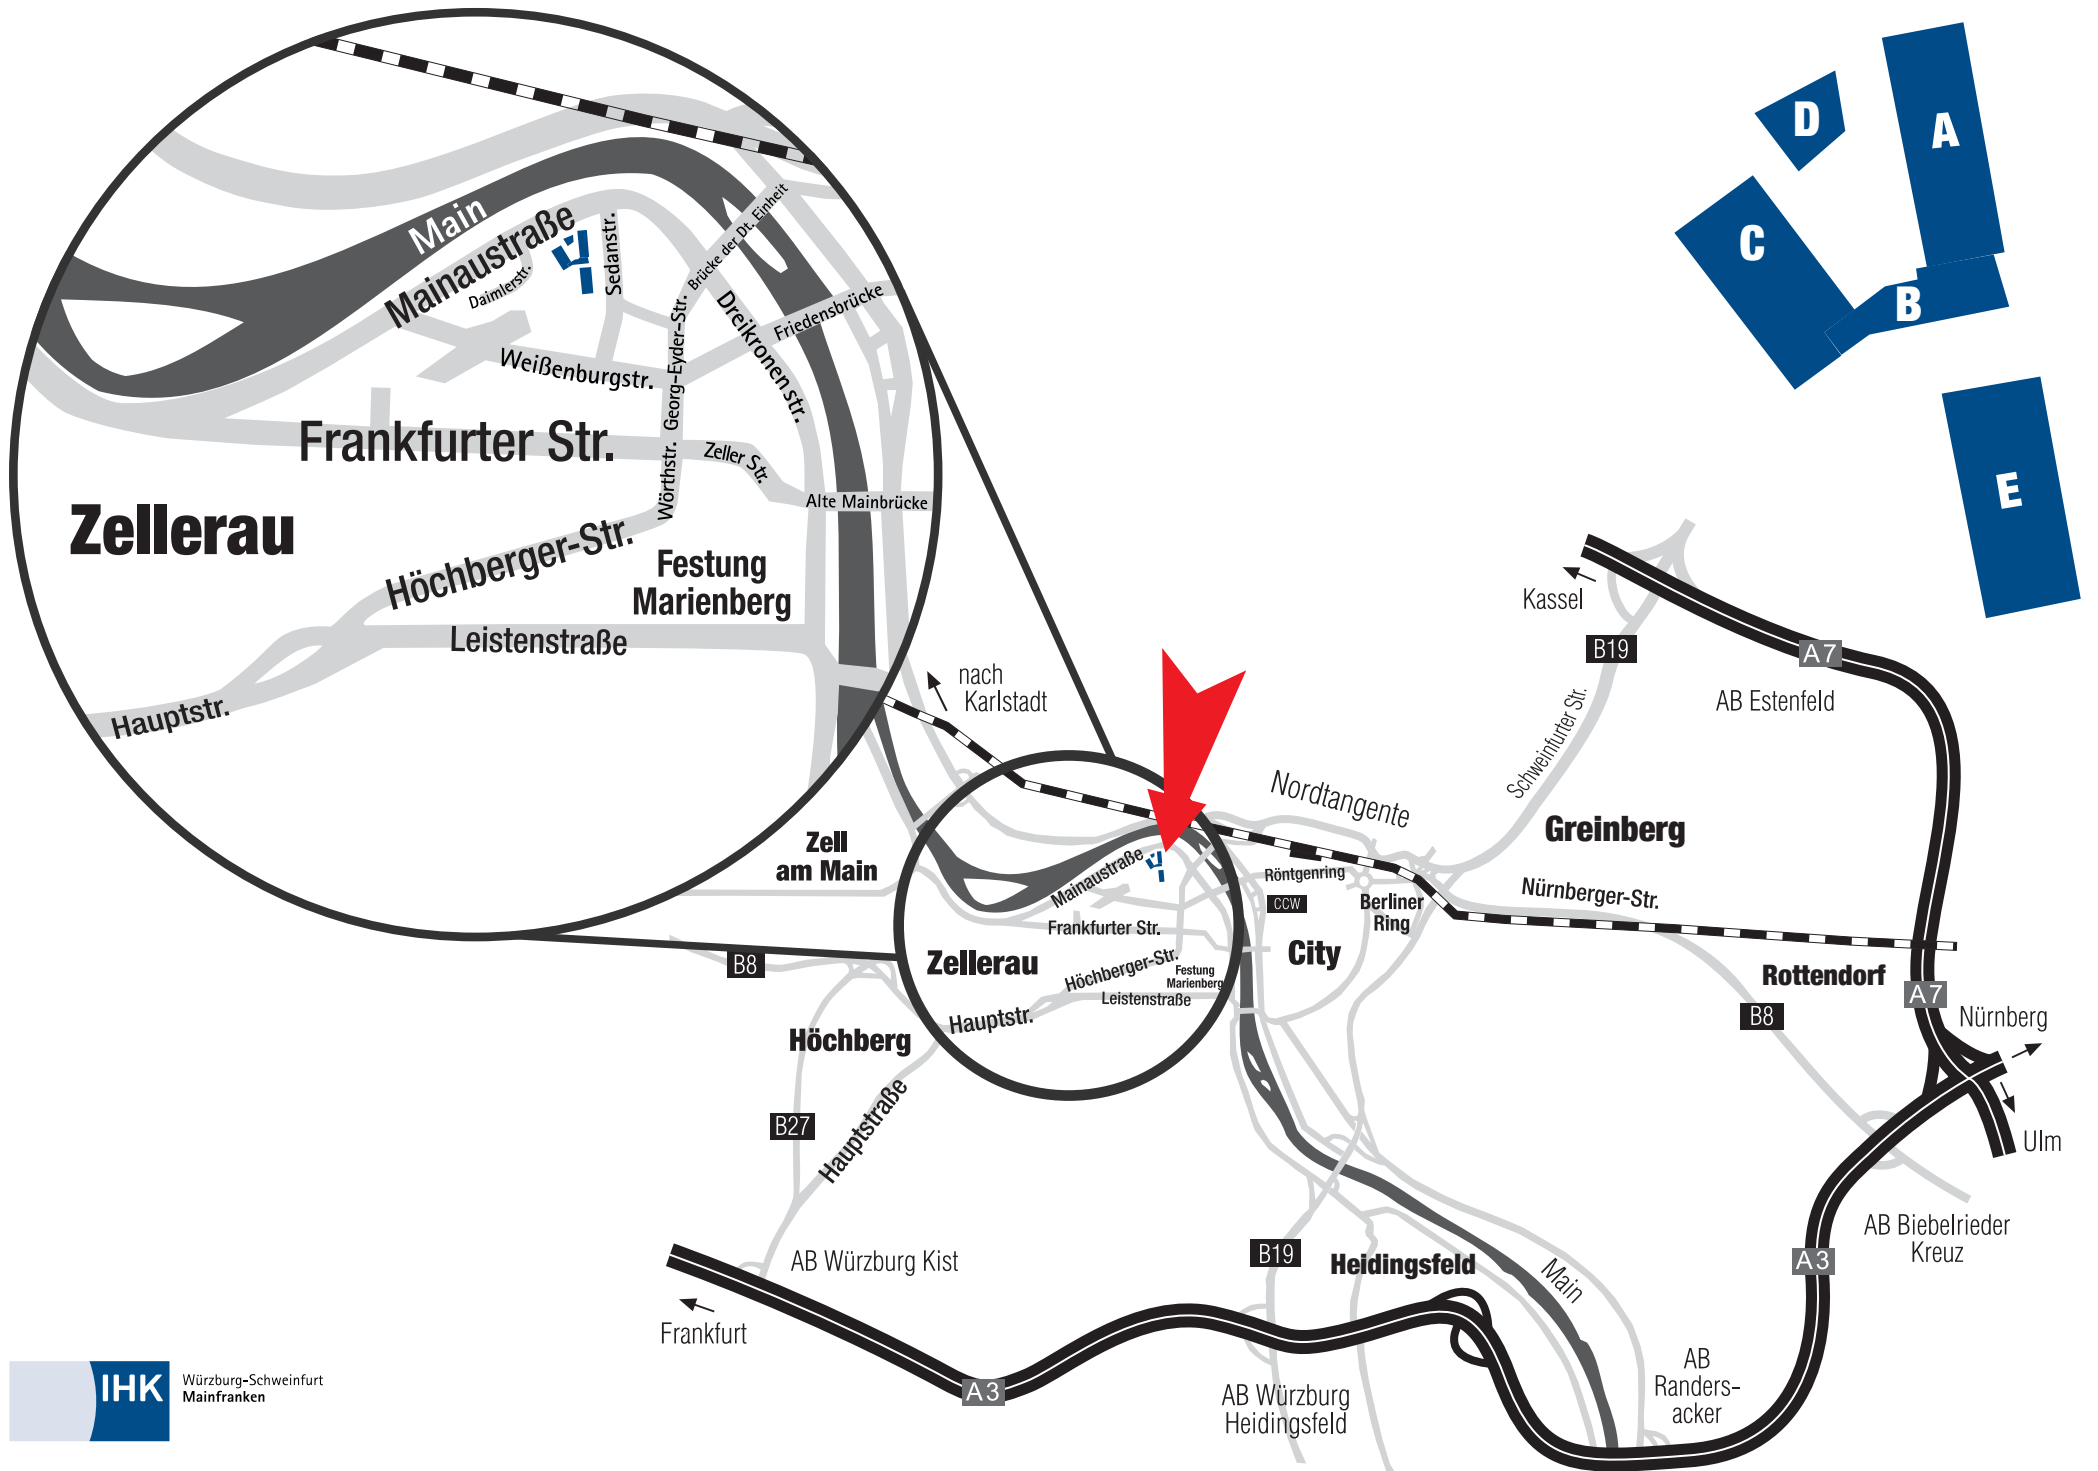 Main
Mainaustraße
Daimlerstr.
Sedanstr.
Brücke der Dt. Einheit
Georg-Eyder-Str.
Dreikronenstr.
Friedensbrücke
Weißenburgstr.
Frankfurter Str.
Wörthstr.
Zeller Str.
Alte Mainbrücke
Zellerau
Höchberger-Str.
Festung
Marienberg
Leistenstraße
Hauptstr.
D
A
C
B
E
Kassel
B19
A7
AB Estenfeld
Schweinfurter Str.
nach
Karlstadt
Nordtangente
Greinberg
Zell
am Main
Mainaustraße
Röntgenring
CCW
Berliner
Ring
Nürnberger-Str.
Frankfurter Str.
City
Zellerau
Höchberger-Str.
Festung
Marienberg
Leistenstraße
Hauptstr.
B8
Rottendorf
A7
B8
Nürnberg
Höchberg
B27
Hauptstraße
Ulm
AB Biebelrieder
Kreuz
AB Würzburg Kist
B19
Heidingsfeld
Main
A3
Frankfurt
A3
AB Würzburg
Heidingsfeld
AB
Randers-
acker
IHK
Würzburg-Schweinfurt
Mainfranken